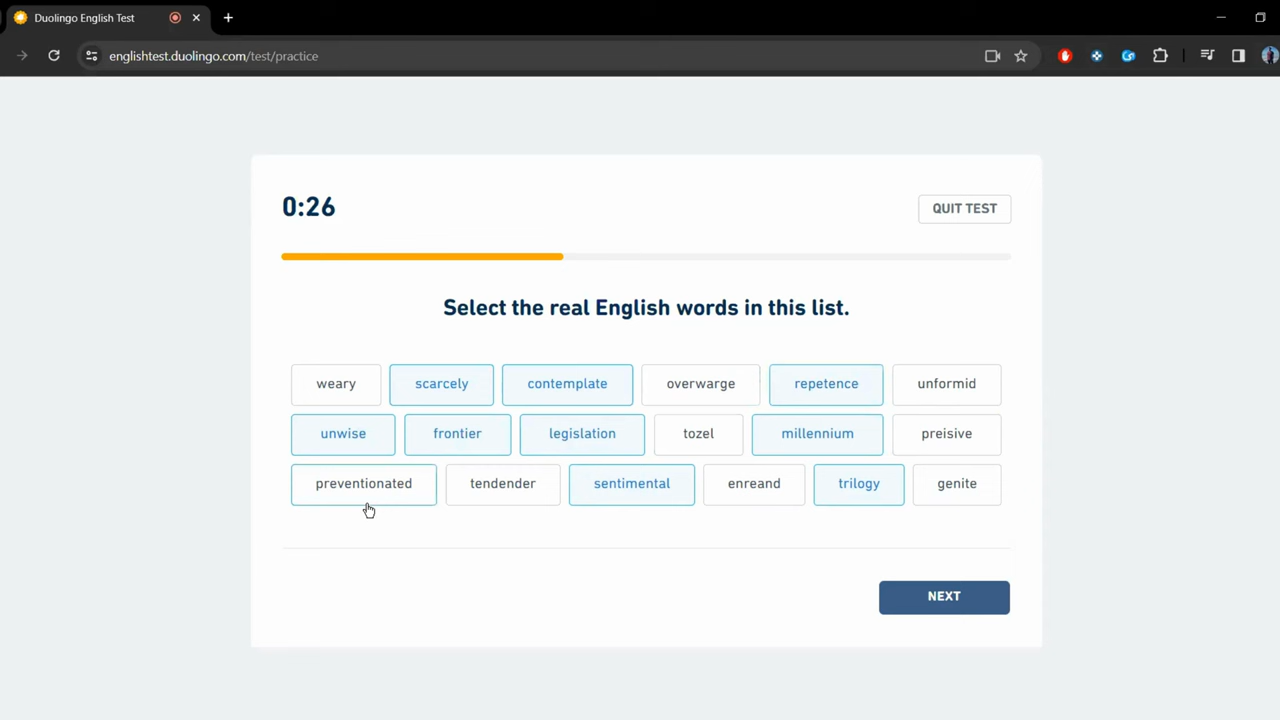 Duolingo English Test
englishtest.duolingo.com/test/practice
0:26
QUIT TEST
Select the real English words in this list.
weary scarcely contemplate overwarge repetence unformid
unwise frontier legislation tozel millennium preisive
preventionated tendender sentimental enreand trilogy genite
NEXT